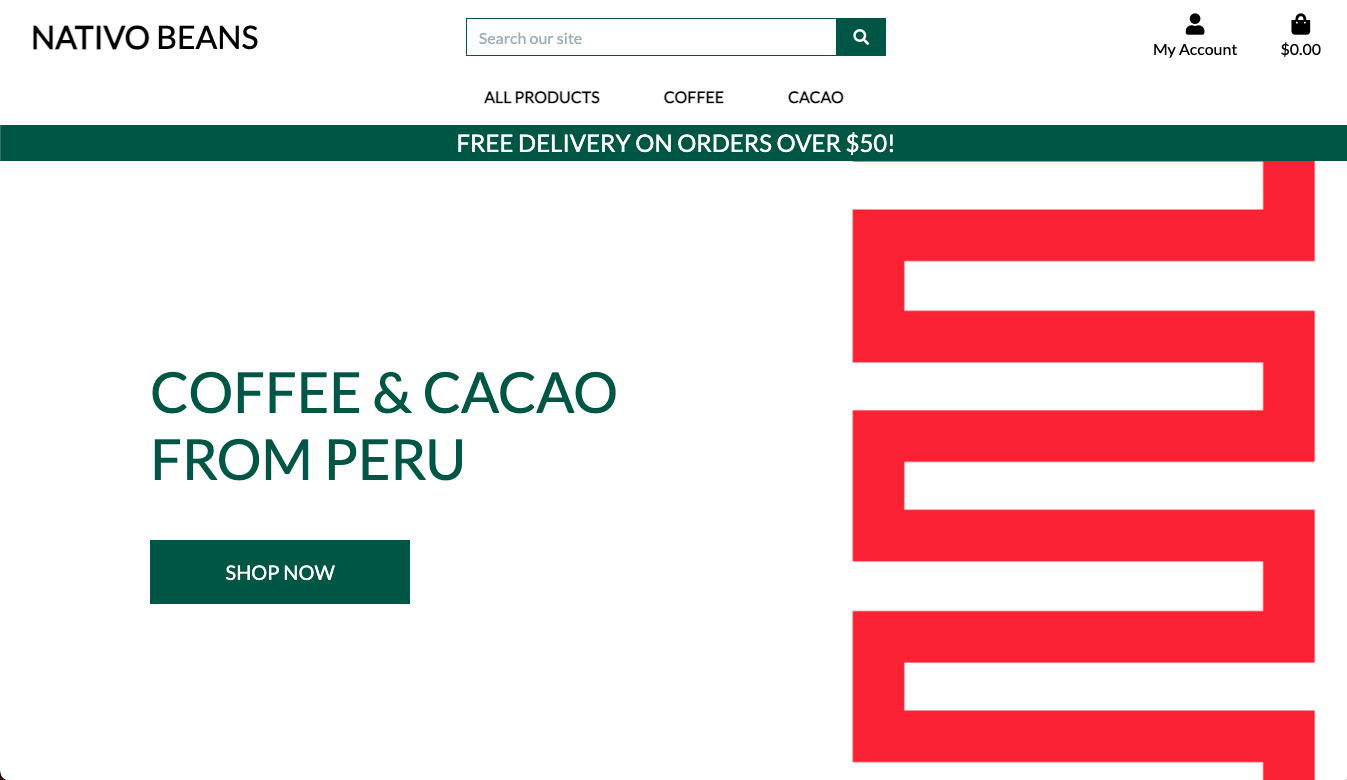 NATIVO BEANS
Search our site
My Account
$0.00
ALL PRODUCTS
COFFEE
CACAO
FREE DELIVERY ON ORDERS OVER $50!
COFFEE & CACAO
FROM PERU
SHOP NOW